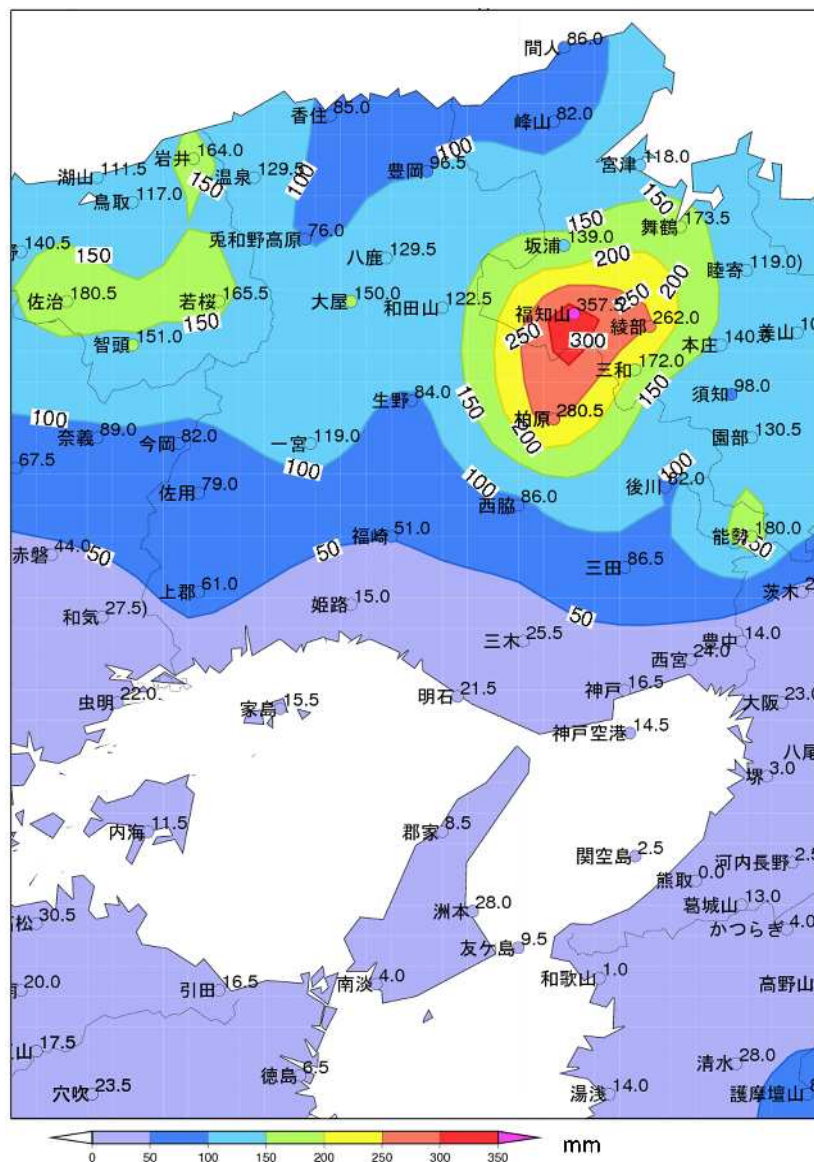 間人 86.0
香住 85.0
峰山 82.0
100
岩井 164.0
豊岡 96.5
宮津 118.0
湖山 111.5
150
温泉 129.5
100
鳥取 117.0
150
舞鶴 173.5
150
兎和野高原 76.0
坂浦 139.0
140.5
150
八鹿 129.5
200
睦寄 119.0)
200
佐治 180.5
若桜 165.5
大屋 150.0
和田山 122.5
福知山 357.5
250
綾部 262.0
150
智頭 151.0
250
300
本庄 140.0
美山 10
三和 172.0
生野 84.0
150
150
須知 98.0
100
奈義 89.0
今岡 82.0
一宮 119.0
柏原 280.5
200
園部 130.5
67.5
佐用 79.0
100
100
西脇 86.0
後川 82.0
100
福崎 51.0
能勢 180.0
150
赤磐 44.0
50
50
三田 86.5
上郡 61.0
茨木 2
和気 27.5)
姫路 15.0
50
三木 25.5
豊中 14.0
西宮 24.0
虫明 22.0
家島 15.5
明石 21.5
神戸 16.5
大阪 23.0
神戸空港 14.5
八尾
堺 3.0
内海 11.5
郡家 8.5
関空島 2.5
河内長野 2.5
熊取 0.0
葛城山 13.0
松 30.5
洲本 28.0
かつらぎ 4.0
友ケ島 9.5
20.0
引田 16.5
南淡 4.0
和歌山 1.0
高野山
山 17.5
徳島 6.5
清水 28.0
穴吹 23.5
湯浅 14.0
護摩壇山 8
0 50 100 150 200 250 300 350 mm